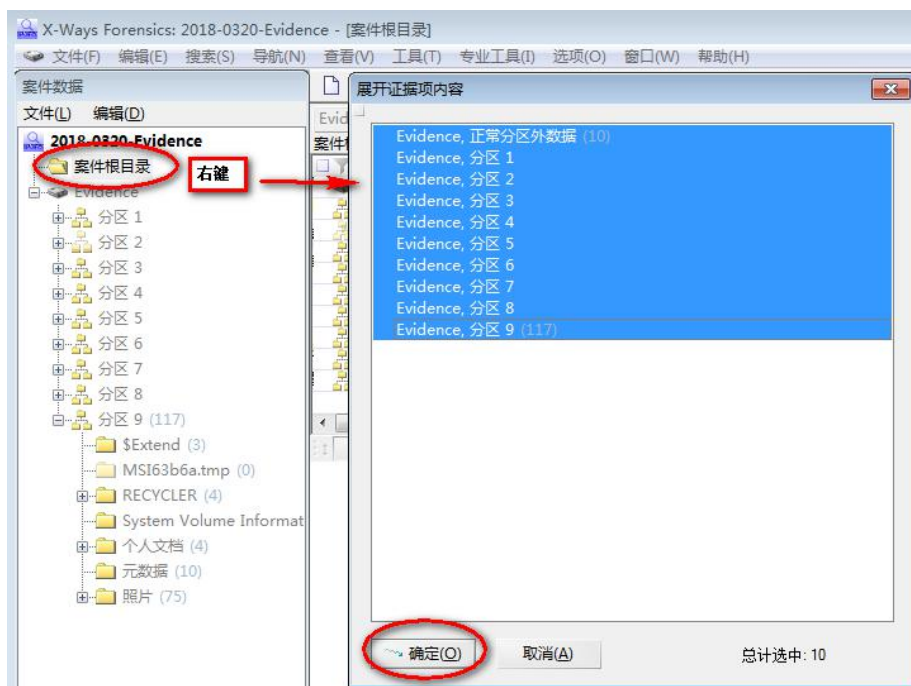 X-Ways Forensics: 2018-0320-Evidence - [案件根目录]
文件(F) 编辑(E) 搜索(S) 导航(N) 查看(V) 工具(T) 专业工具(I) 选项(O) 窗口(W) 帮助(H)
案件数据
文件(L) 编辑(D)
2018-0320-Evidence
案件根目录
Evidence
分区 1
分区 2
分区 3
分区 4
分区 5
分区 6
分区 7
分区 8
分区 9 (117)
$Extend (3)
MSI63b6a.tmp (0)
RECYCLER (4)
System Volume Informat
个人文档 (4)
元数据 (10)
照片 (75)
右键
Evid
展开证据项内容
Evidence, 正常分区外数据 (10)
Evidence, 分区 1
Evidence, 分区 2
Evidence, 分区 3
Evidence, 分区 4
Evidence, 分区 5
Evidence, 分区 6
Evidence, 分区 7
Evidence, 分区 8
Evidence, 分区 9 (117)
确定(O) 取消(A) 总计选中: 10